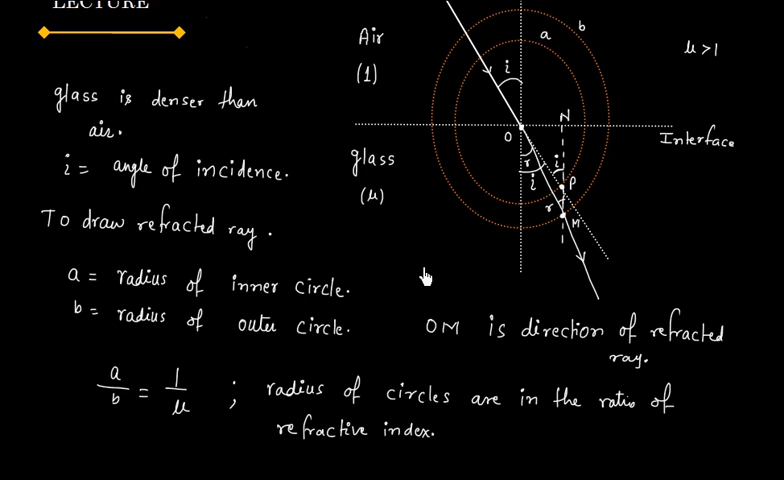 LECTURE
Air
(1)
a
b
μ > 1
i
glass is denser than
air.
i = angle of incidence.
To draw refracted ray.
O
N
Interface
glass
(μ)
r
i
i
P
r
M
a = radius of inner circle.
b = radius of outer circle.
OM is direction of refracted
ray.
a/b = 1/μ ; radius of circles are in the ratio of
refractive index.